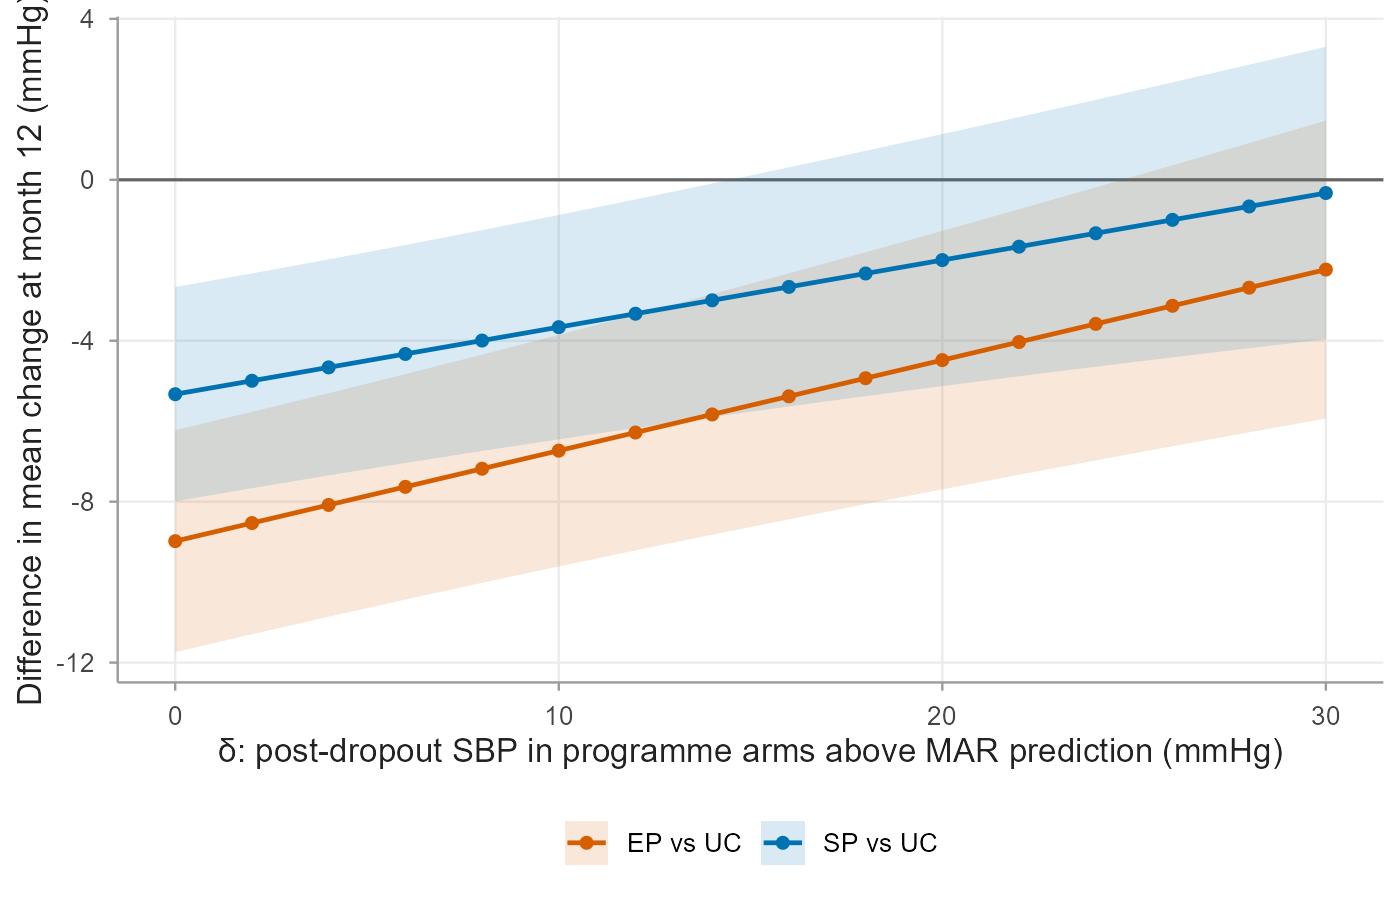 Difference in mean change at month 12 (mmHg)
4
0
-4
-8
-12
0 10 20 30
δ: post-dropout SBP in programme arms above MAR prediction (mmHg)
EP vs UC SP vs UC